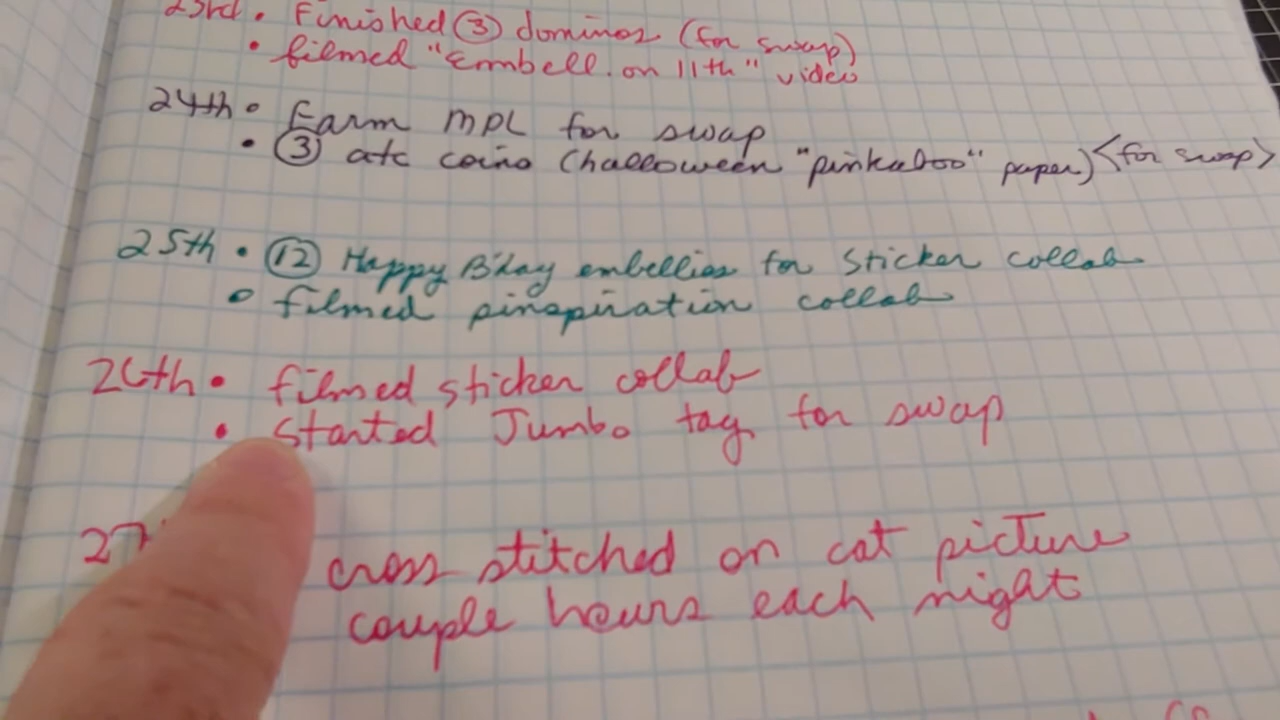 23rd • Finished ③ dominos (for swap)
• filmed "Embell. on 11th" video
24th • Farm MPL for swap
• ③ atc coins (halloween "pinkaboo" paper) <for swap>
25th • ⑫ Happy B'day embellies for Sticker collab
• filmed pinspiration collab
26th • filmed sticker collab
• started Jumbo tag for swap
27 cross stitched on cat picture
couple hours each night